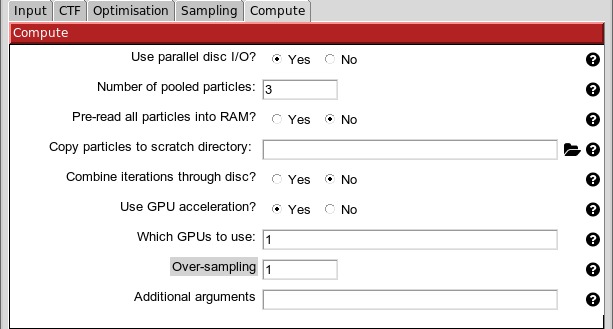 Input CTF Optimisation Sampling Compute
Compute
Use parallel disc I/O? Yes No ?
Number of pooled particles: 3 ?
Pre-read all particles into RAM? Yes No ?
Copy particles to scratch directory: ?
Combine iterations through disc? Yes No ?
Use GPU acceleration? Yes No ?
Which GPUs to use: 1 ?
Over-sampling 1 ?
Additional arguments ?